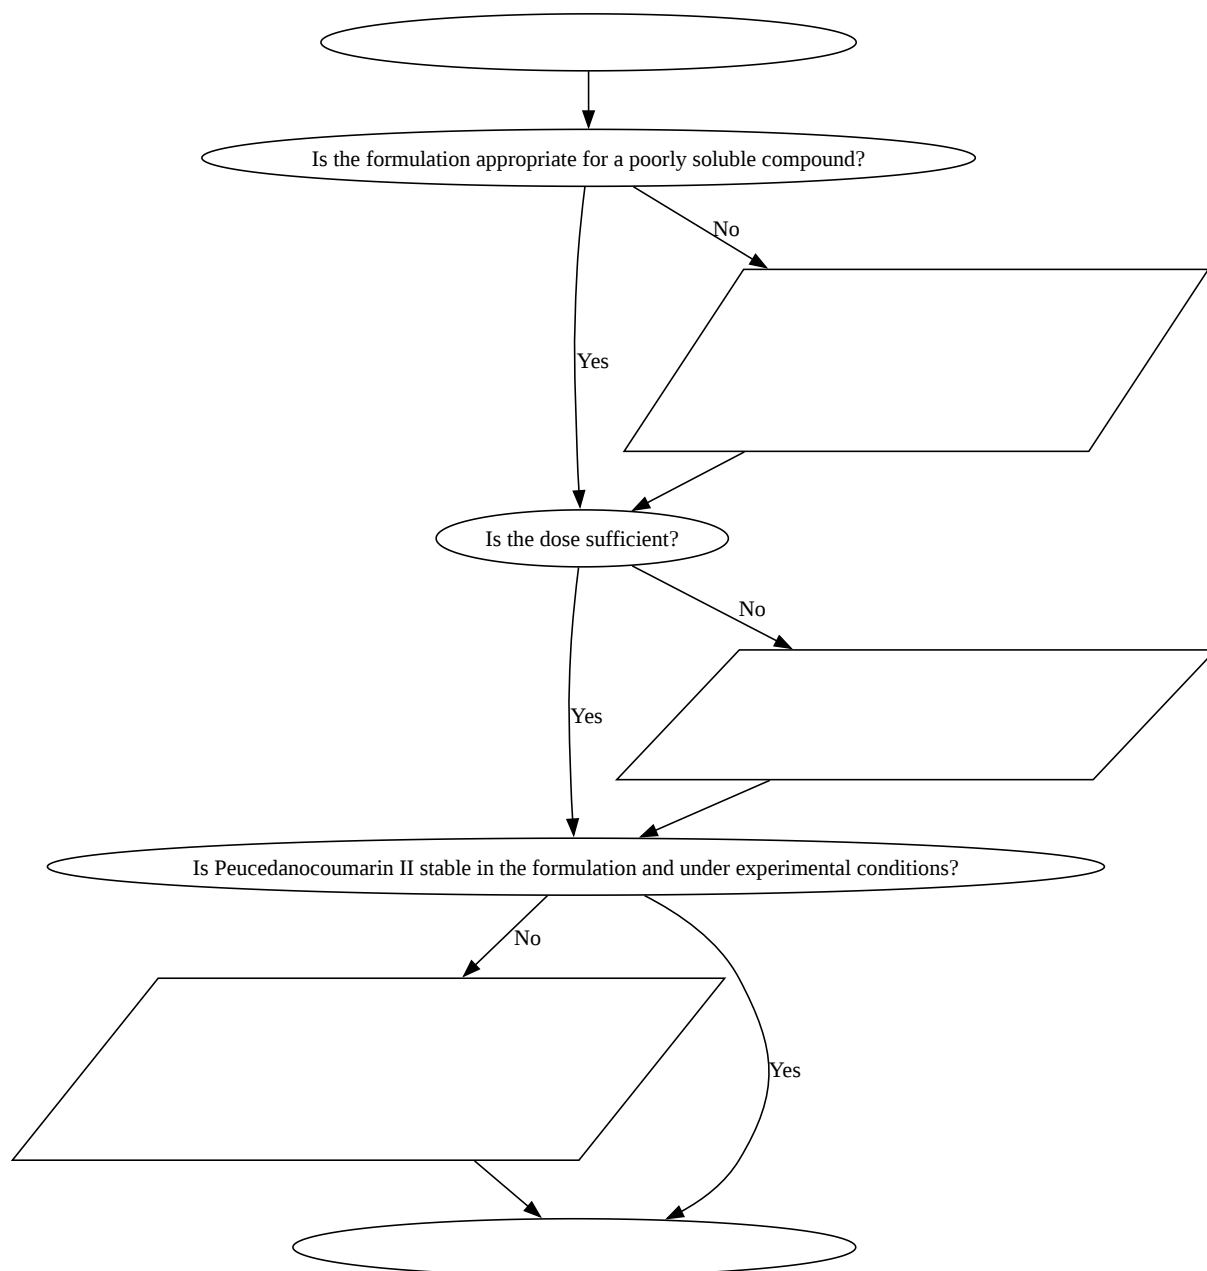 Is the formulation appropriate for a poorly soluble compound?
No
Yes
Is the dose sufficient?
No
Yes
Is Peucedanocoumarin II stable in the formulation and under experimental conditions?
No
Yes